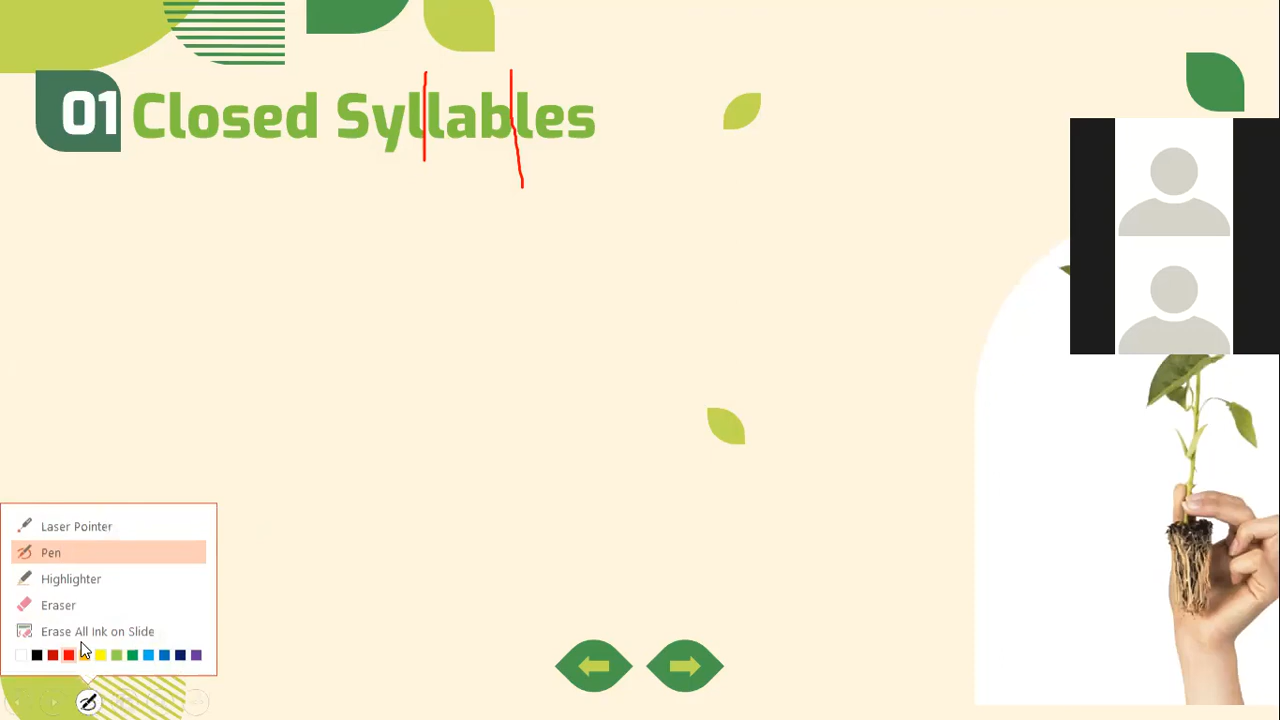 01 Closed Syllables
Laser Pointer
Pen
Highlighter
Eraser
Erase All Ink on Slide